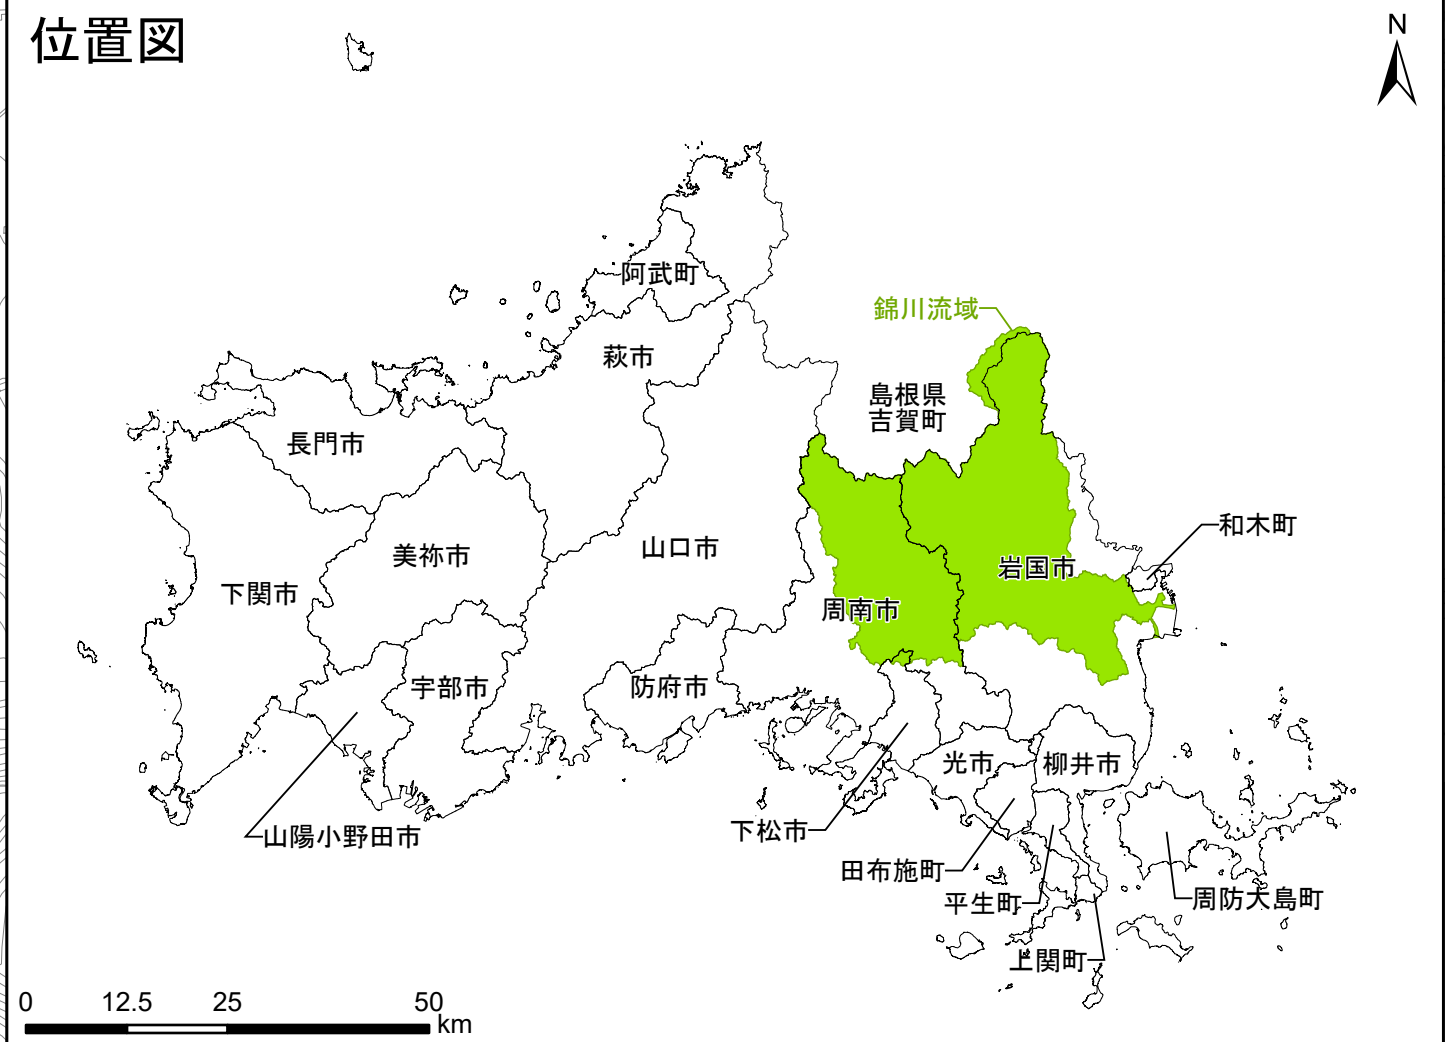 位置図
N
阿武町
錦川流域
萩市
島根県
吉賀町
長門市
和木町
山口市
美祢市
岩国市
下関市
周南市
宇部市
防府市
光市
柳井市
下松市
山陽小野田市
田布施町
平生町
周防大島町
上関町
0 12.5 25 50
km